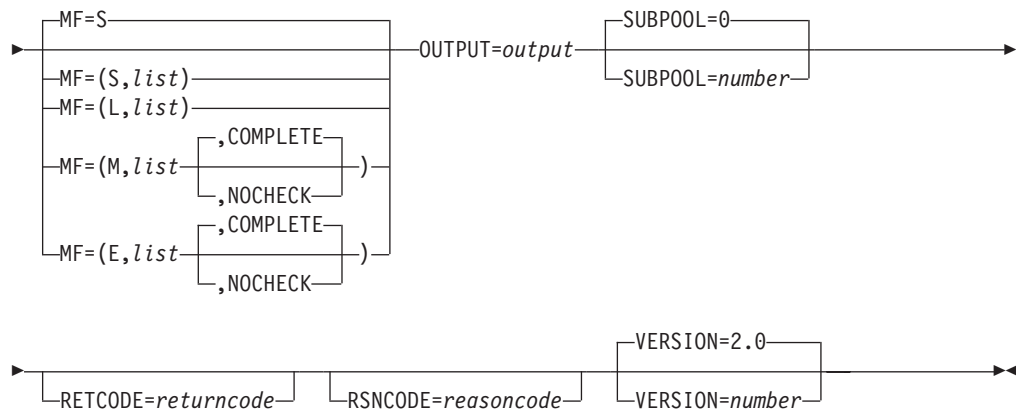 MF=S
SUBPOOL=0
OUTPUT=output
MF=(S,list)
SUBPOOL=number
MF=(L,list)
,COMPLETE
MF=(M,list )
,NOCHECK
,COMPLETE
MF=(E,list )
,NOCHECK
VERSION=2.0
RETCODE=returncode RSNCODE=reasoncode VERSION=number